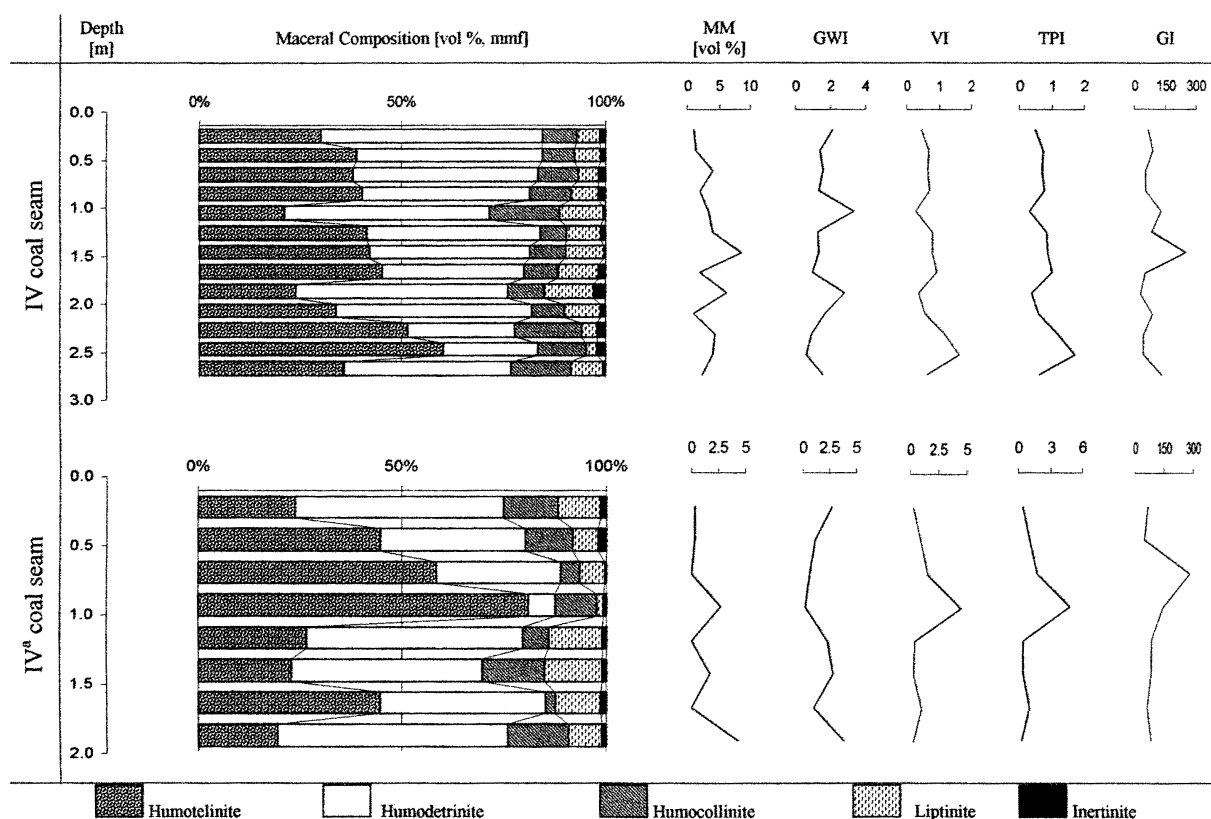 Depth [m] Maceral Composition [vol %, mmf] MM [vol %] GWI VI TPI GI
0% 50% 100% 0 5 10 0 2 4 0 1 2 0 1 2 0 150 300
IV coal seam
0.0
0.5
1.0
1.5
2.0
2.5
3.0
0% 50% 100% 0 2.5 5 0 2.5 5 0 2.5 5 0 3 6 0 150 300
IVa coal seam
0.0
0.5
1.0
1.5
2.0
Humotelinite Humodetrinite Humocollinite Liptinite Inertinite